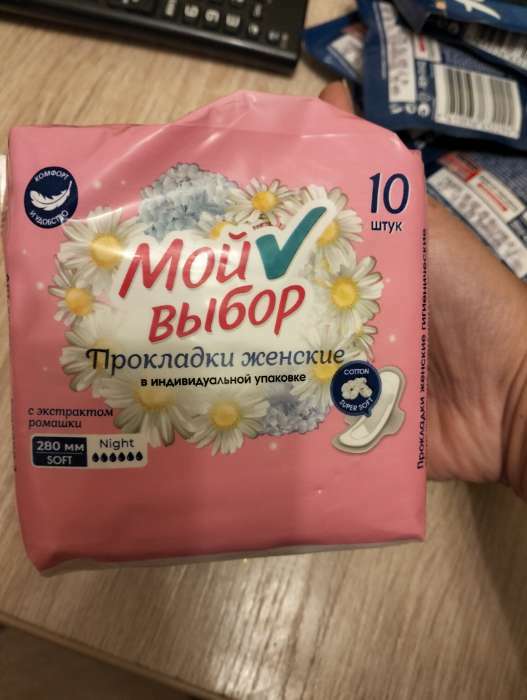 КОМФОРТ
И УДОБСТВО
10
штук
Мой
выбор
Прокладки женские
в индивидуальной упаковке
COTTON
SUPER SOFT
с экстрактом
ромашки
280 мм
SOFT
Night
Прокладки женские гигиенические